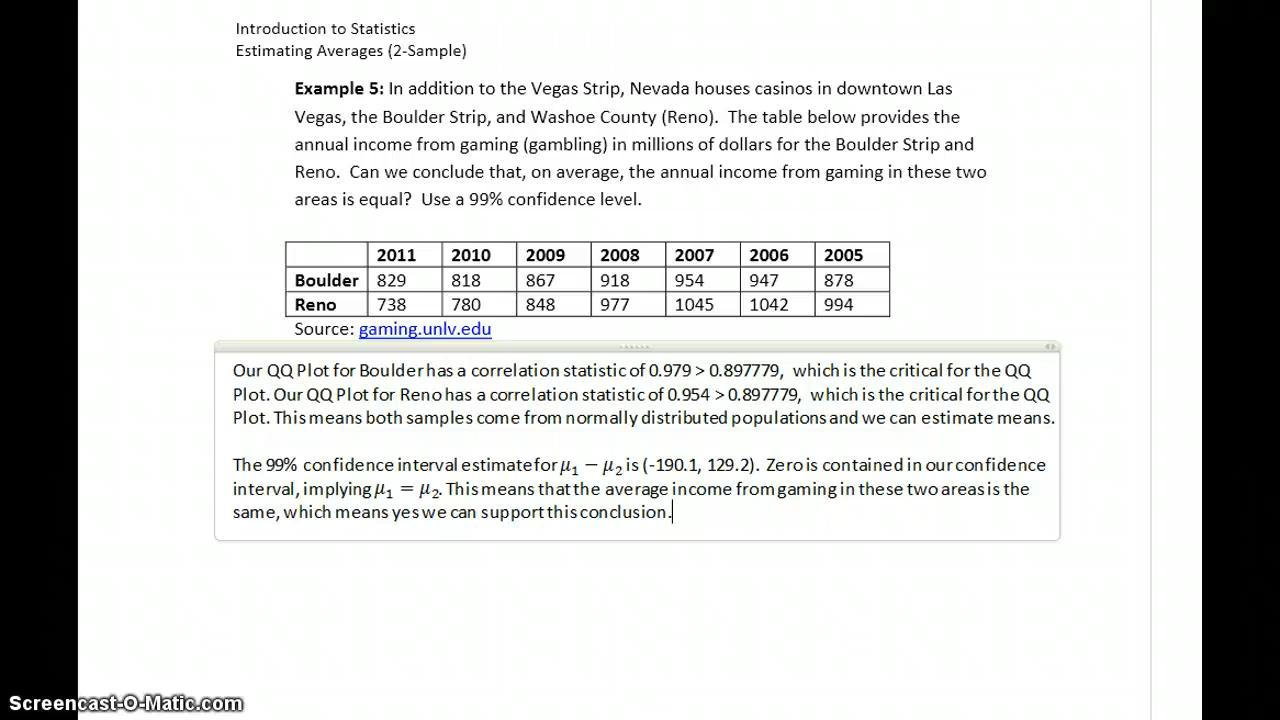 Introduction to Statistics
Estimating Averages (2-Sample)
Example 5: In addition to the Vegas Strip, Nevada houses casinos in downtown Las
Vegas, the Boulder Strip, and Washoe County (Reno). The table below provides the
annual income from gaming (gambling) in millions of dollars for the Boulder Strip and
Reno. Can we conclude that, on average, the annual income from gaming in these two
areas is equal? Use a 99% confidence level.
2011 2010 2009 2008 2007 2006 2005
Boulder 829 818 867 918 954 947 878
Reno 738 780 848 977 1045 1042 994
Source: gaming.unlv.edu
Our QQ Plot for Boulder has a correlation statistic of 0.979 > 0.897779, which is the critical for the QQ
Plot. Our QQ Plot for Reno has a correlation statistic of 0.954 > 0.897779, which is the critical for the QQ
Plot. This means both samples come from normally distributed populations and we can estimate means.
The 99% confidence interval estimate for μ₁ − μ₂ is (-190.1, 129.2). Zero is contained in our confidence
interval, implying μ₁ = μ₂. This means that the average income from gaming in these two areas is the
same, which means yes we can support this conclusion.
Screencast-O-Matic.com